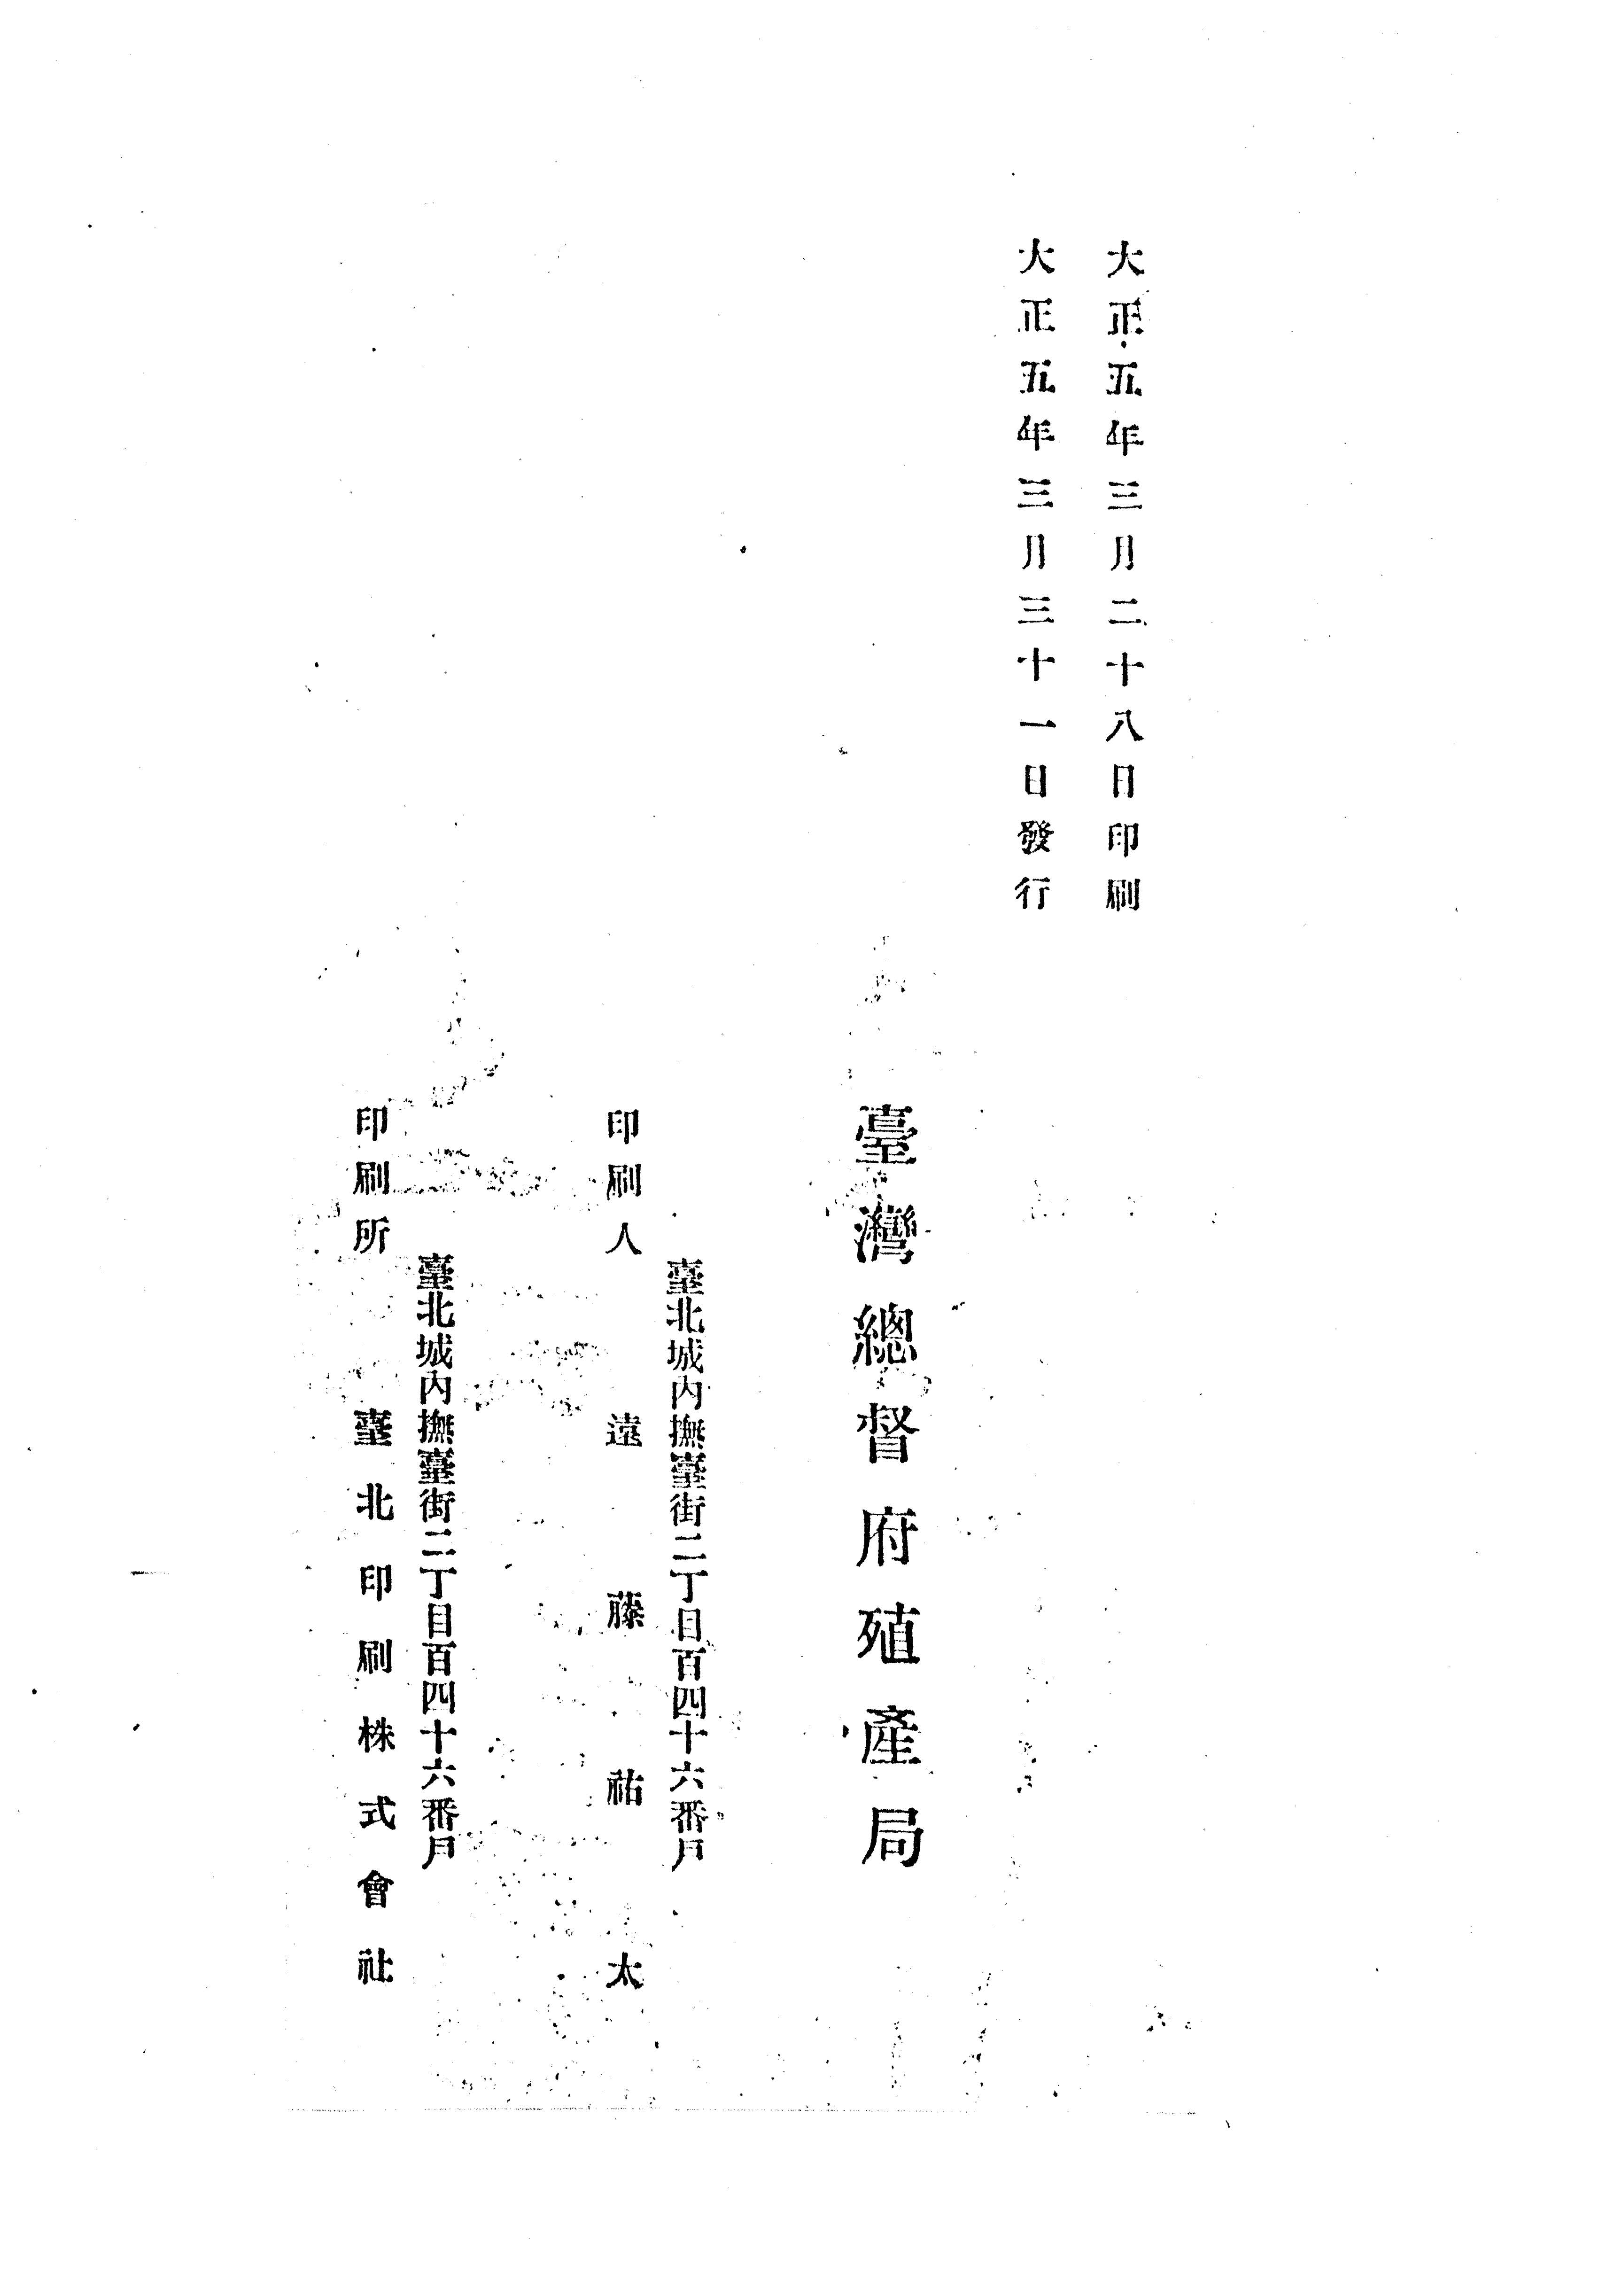 大正五年三月二十八日印刷
大正五年三月三十一日發行
臺灣總督府殖產局
臺北城內撫臺街二丁目百四十六番戶
印刷人 遠藤祐太
臺北城內撫臺街二丁目百四十六番戶
印刷所 臺北印刷株式會社